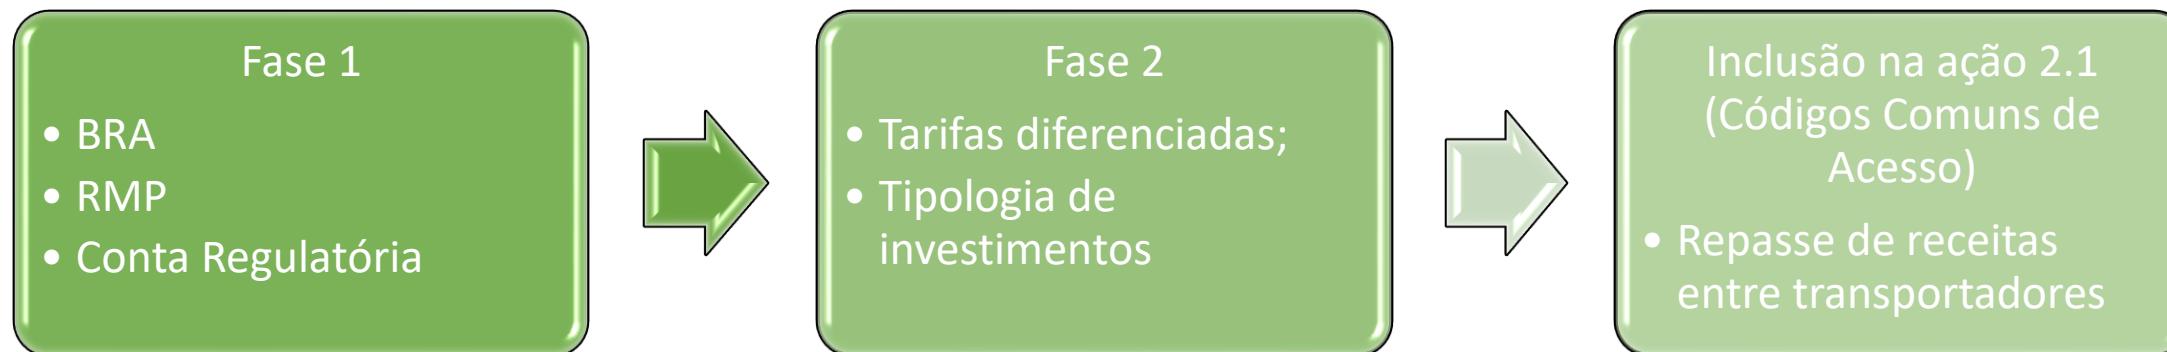 Fase 1
• BRA
• RMP
• Conta Regulatória
Fase 2
• Tarifas diferenciadas;
• Tipologia de
investimentos
Inclusão na ação 2.1
(Códigos Comuns de
Acesso)
• Repasse de receitas
entre transportadores